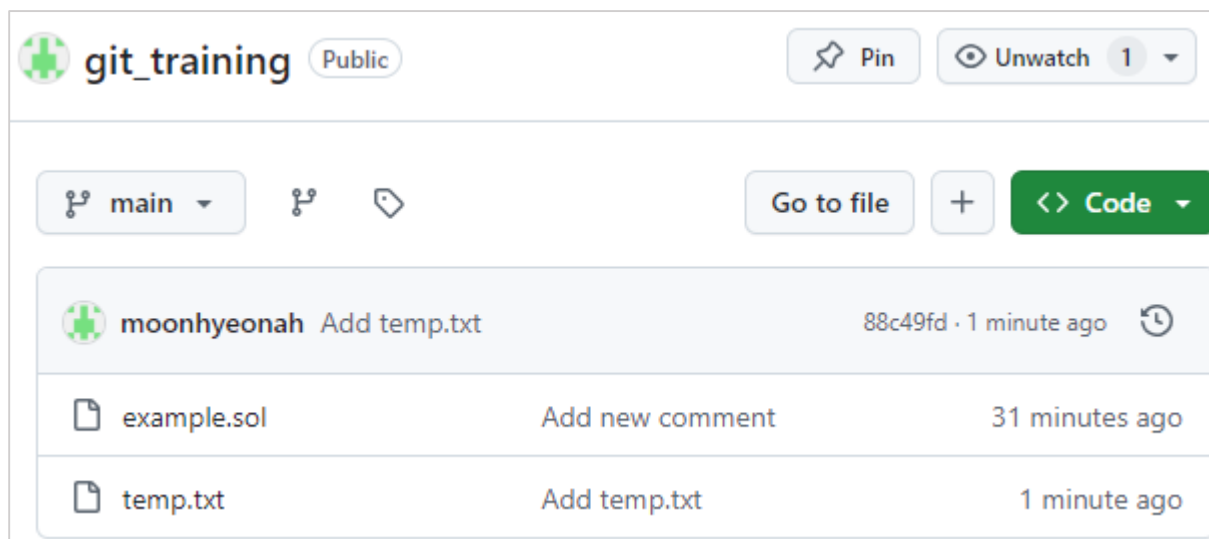 git_training Public Pin Unwatch 1
main Go to file + <> Code
moonhyeonah Add temp.txt 88c49fd · 1 minute ago
example.sol Add new comment 31 minutes ago
temp.txt Add temp.txt 1 minute ago